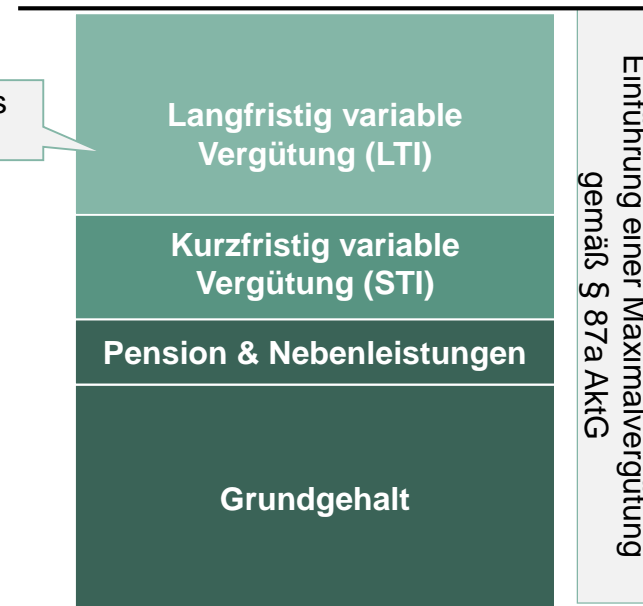 s
Langfristig variable
Vergütung (LTI)
Kurzfristig variable
Vergütung (STI)
Pension & Nebenleistungen
Grundgehalt
Einführung einer Maximalvergütung
gemäß § 87a AktG